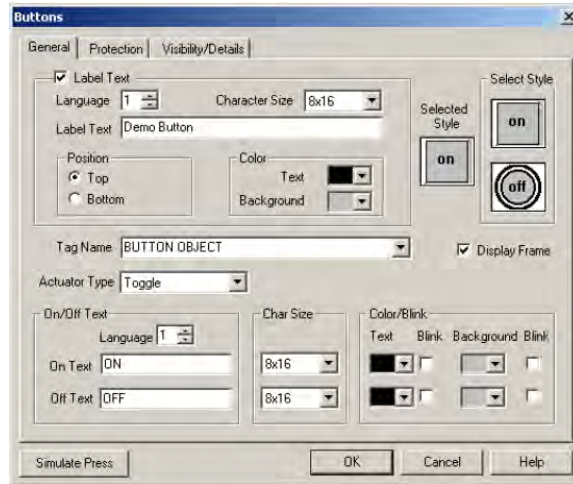 Buttons
General Protection Visibility/Details
Label Text
Language 1 Character Size 8x16
Label Text Demo Button
Position
Top
Bottom
Color
Text
Background
Selected Style
on
Select Style
on
off
Tag Name BUTTON OBJECT
Display Frame
Actuator Type Toggle
On/Off Text
Language 1
On Text ON
Off Text OFF
Char Size
8x16
8x16
Color/Blink
Text Blink Background Blink
Simulate Press OK Cancel Help